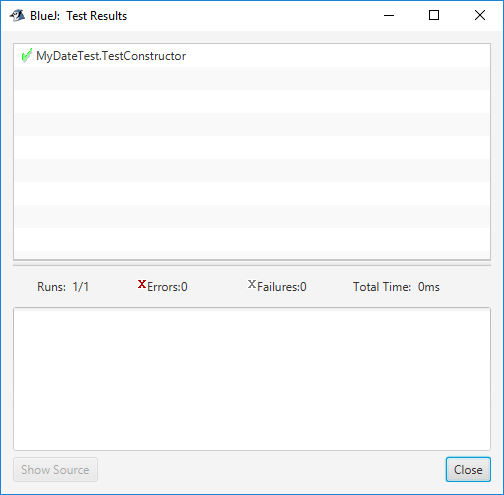 BlueJ:  Test Results
MyDateTest.TestConstructor
Runs:  1/1
Errors:0
Failures:0
Total Time:  0ms
Show Source
Close